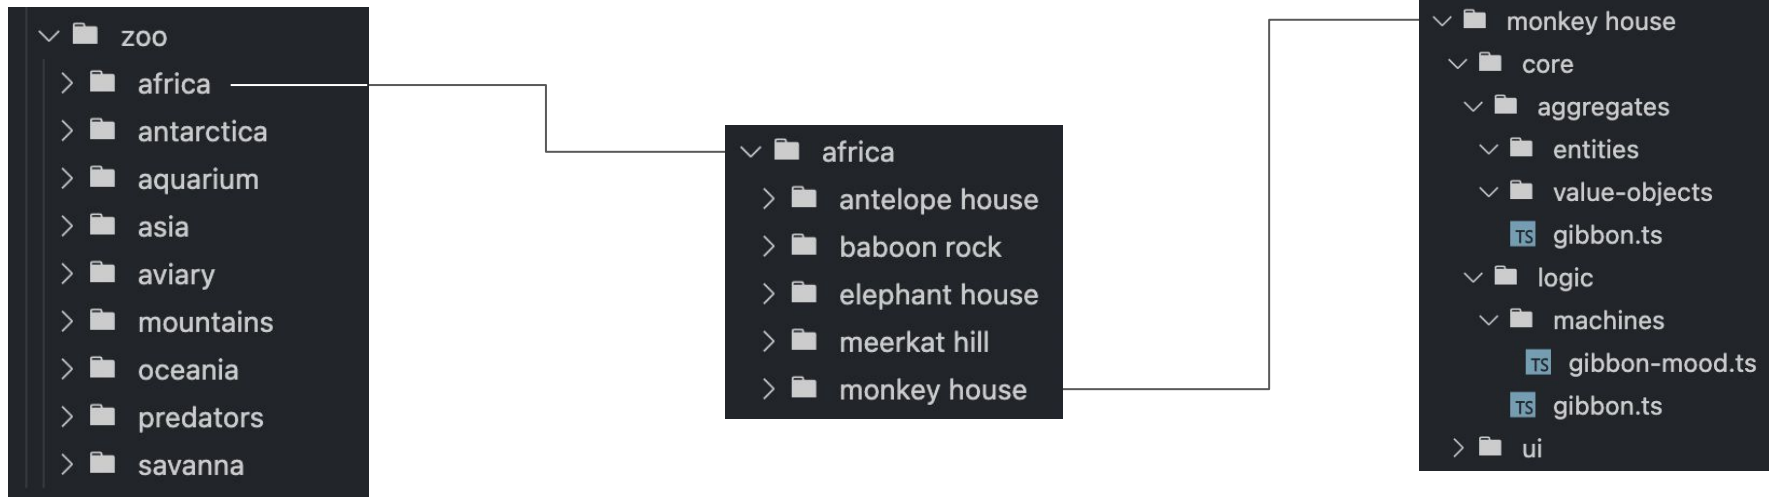 zoo
africa
antarctica
aquarium
asia
aviary
mountains
oceania
predators
savanna
africa
antelope house
baboon rock
elephant house
meerkat hill
monkey house
monkey house
core
aggregates
entities
value-objects
TS gibbon.ts
logic
machines
TS gibbon-mood.ts
TS gibbon.ts
ui